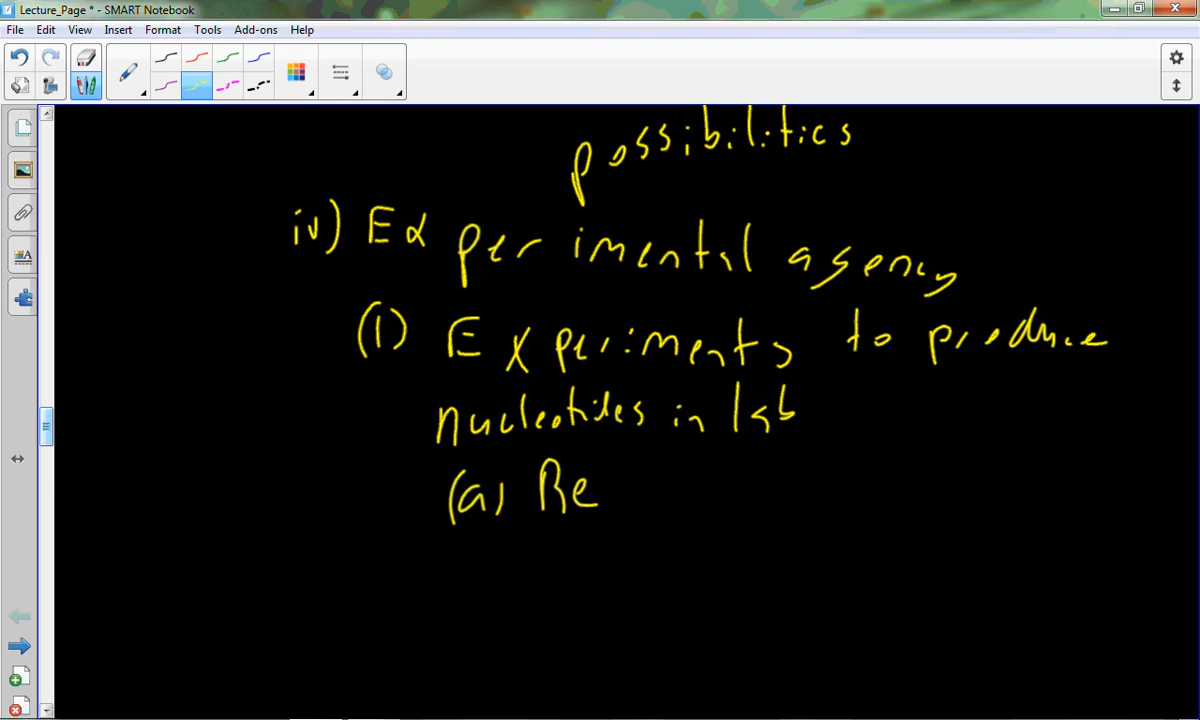 Lecture_Page * - SMART Notebook
File Edit View Insert Format Tools Add-ons Help
possibilities
iv) Experimental agency
(1) Experiments to produce
nucleotides in lab
(a) Re